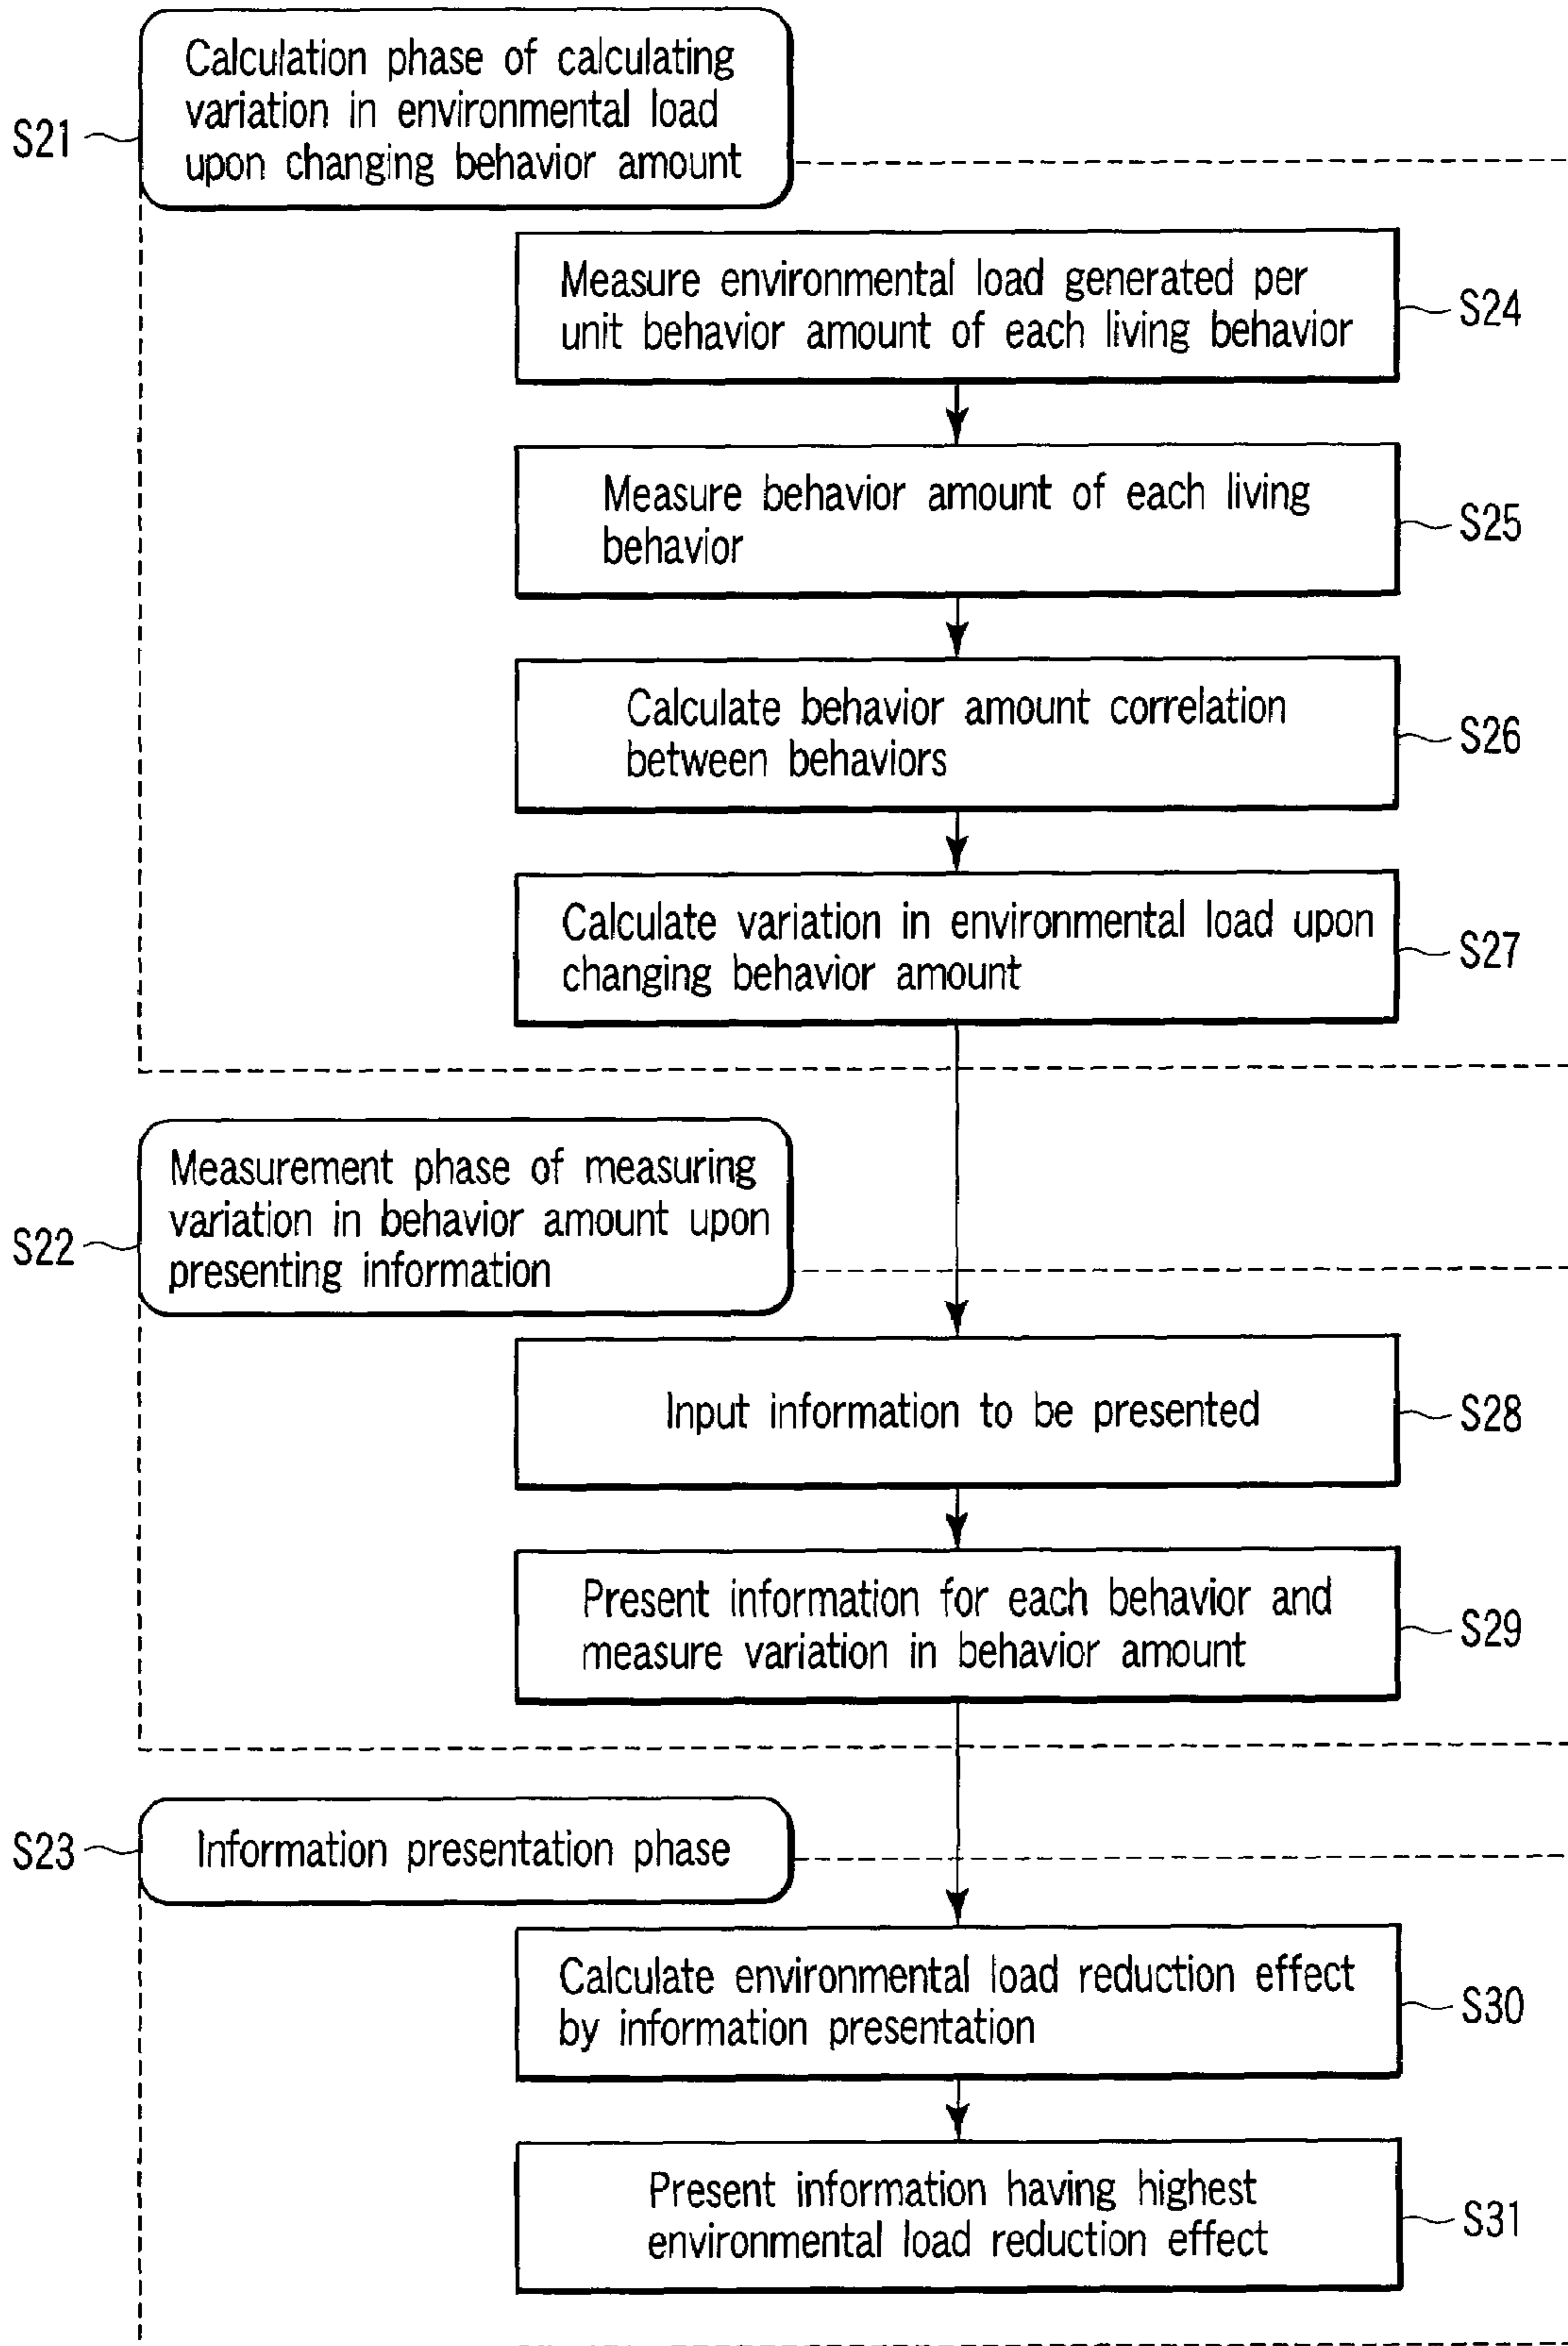 Calculation phase of calculating
variation in environmental load
upon changing behavior amount
S21
Measure environmental load generated per
unit behavior amount of each living behavior
S24
Measure behavior amount of each living
behavior
S25
Calculate behavior amount correlation
between behaviors
S26
Calculate variation in environmental load upon
changing behavior amount
S27
Measurement phase of measuring
variation in behavior amount upon
presenting information
S22
Input information to be presented
S28
Present information for each behavior and
measure variation in behavior amount
S29
Information presentation phase
S23
Calculate environmental load reduction effect
by information presentation
S30
Present information having highest
environmental load reduction effect
S31